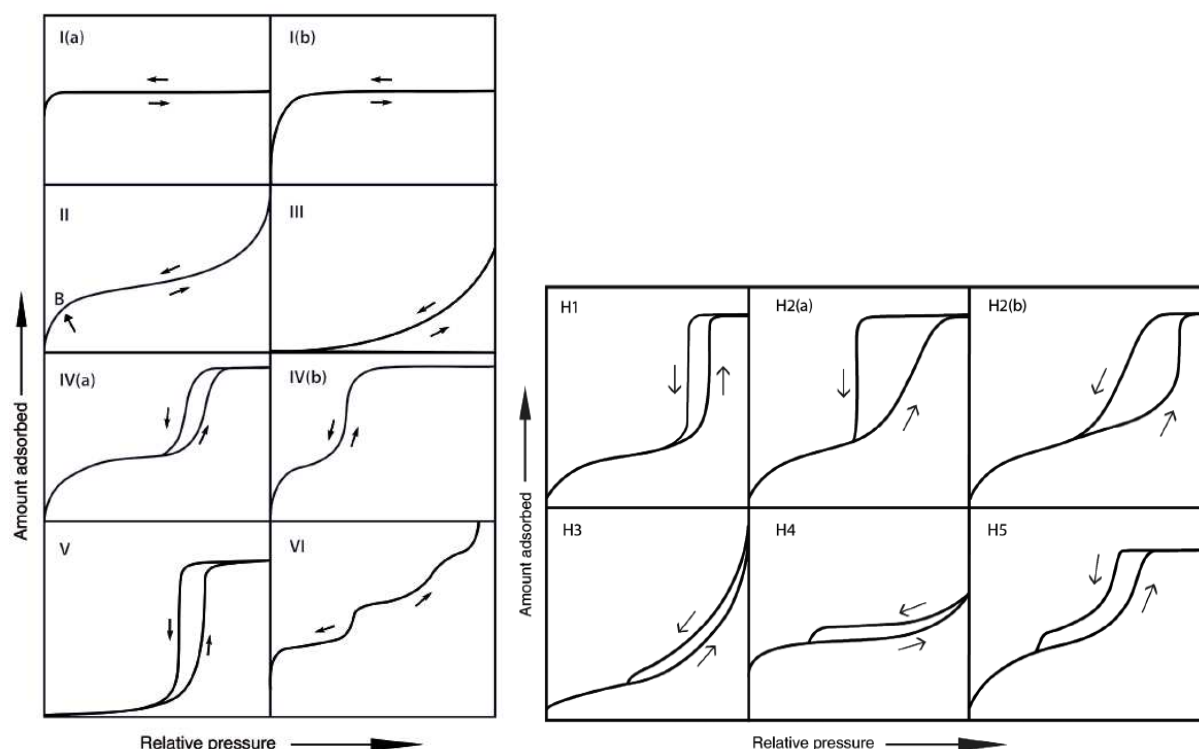 I(a)
I(b)
II
III
B
IV(a)
IV(b)
V
VI
Amount adsorbed
Relative pressure
H1
H2(a)
H2(b)
H3
H4
H5
Amount adsorbed
Relative pressure